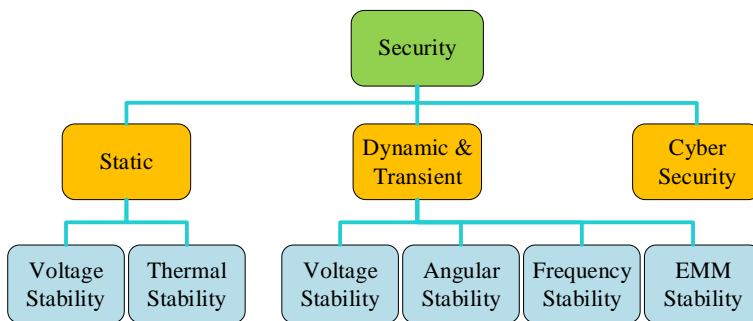 Security
Static
Dynamic &
Transient
Cyber
Security
Voltage
Stability
Thermal
Stability
Voltage
Stability
Angular
Stability
Frequency
Stability
EMM
Stability